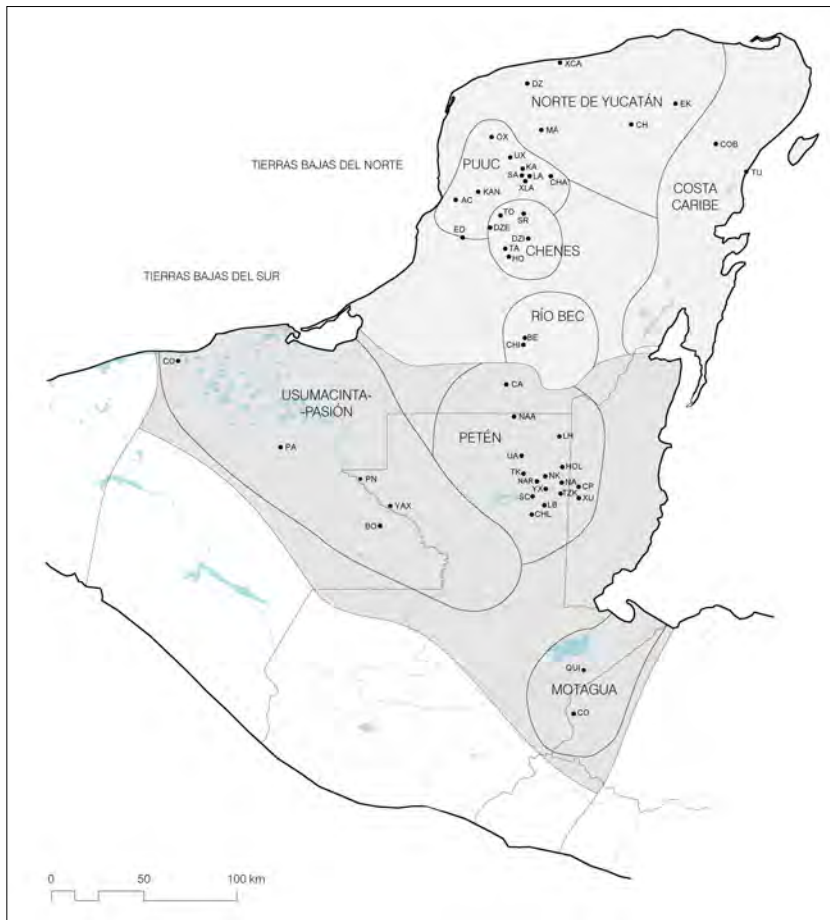 XCA
DZ
NORTE DE YUCATÁN
EK
CH
MA
OX
COB
TIERRAS BAJAS DEL NORTE
PUUC
UX
KA
SA
LA
CHA
XLA
TU
KAN
AC
COSTA
CARIBE
TO
SR
DZE
ED
DZI
CHENES
TA
HO
TIERRAS BAJAS DEL SUR
RÍO BEC
BE
CHI
CO
CA
USUMACINTA-
-PASIÓN
NAA
PETÉN
LH
PA
UA
HOL
TK
NK
NAR
NA
CP
PN
YX
TZK
SC
XU
YAX
LB
CHL
BO
QUI
MOTAGUA
CO
0 50 100 km